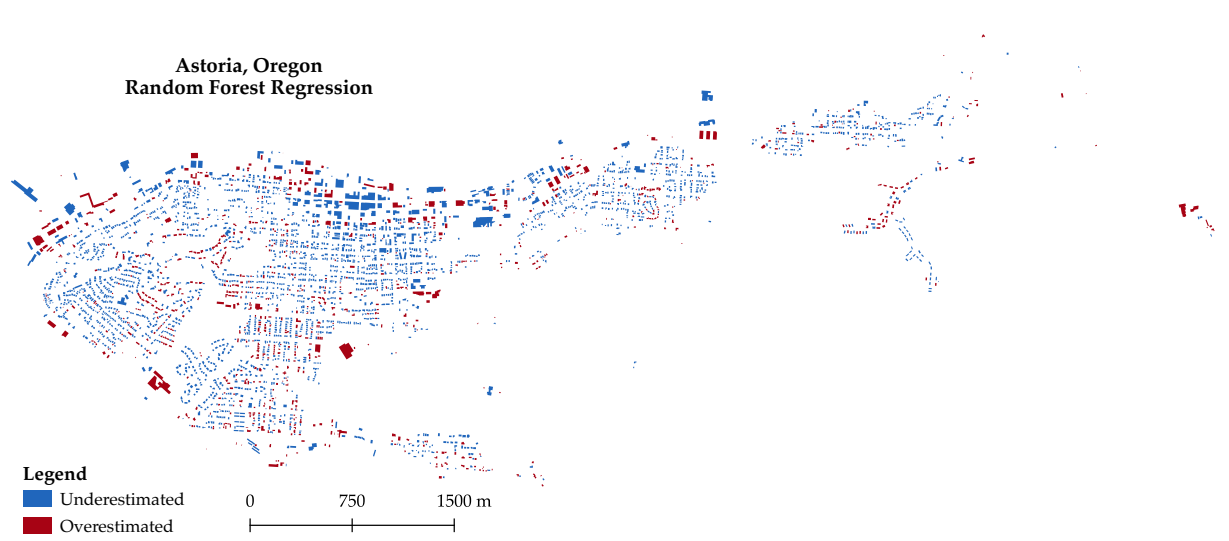 Astoria, Oregon
Random Forest Regression
Legend
Underestimated
Overestimated
0 750 1500 m